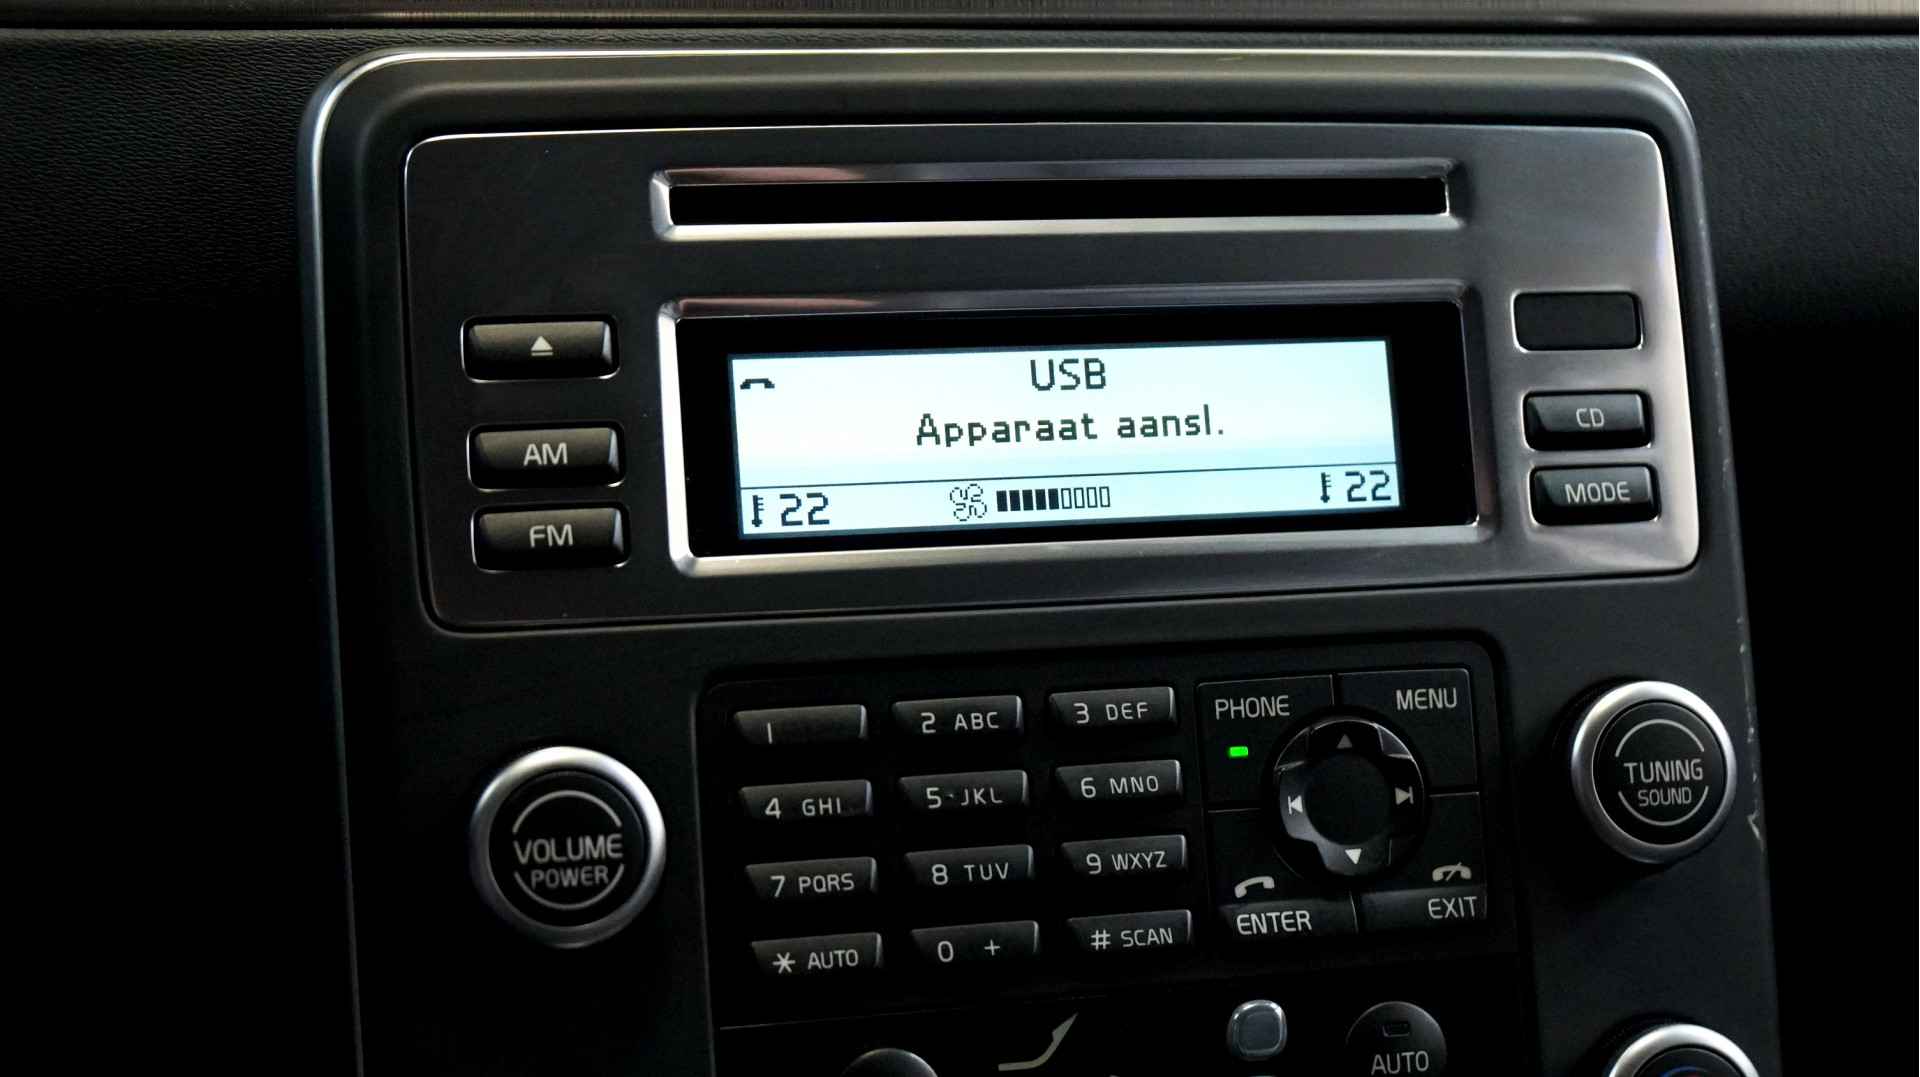 USB
Apparaat aansl.
22
22
AM
FM
CD
MODE
1
2 ABC
3 DEF
4 GHI
5 JKL
6 MNO
7 PQRS
8 TUV
9 WXYZ
* AUTO
0 +
# SCAN
PHONE
MENU
ENTER
EXIT
VOLUME
POWER
TUNING
SOUND
AUTO